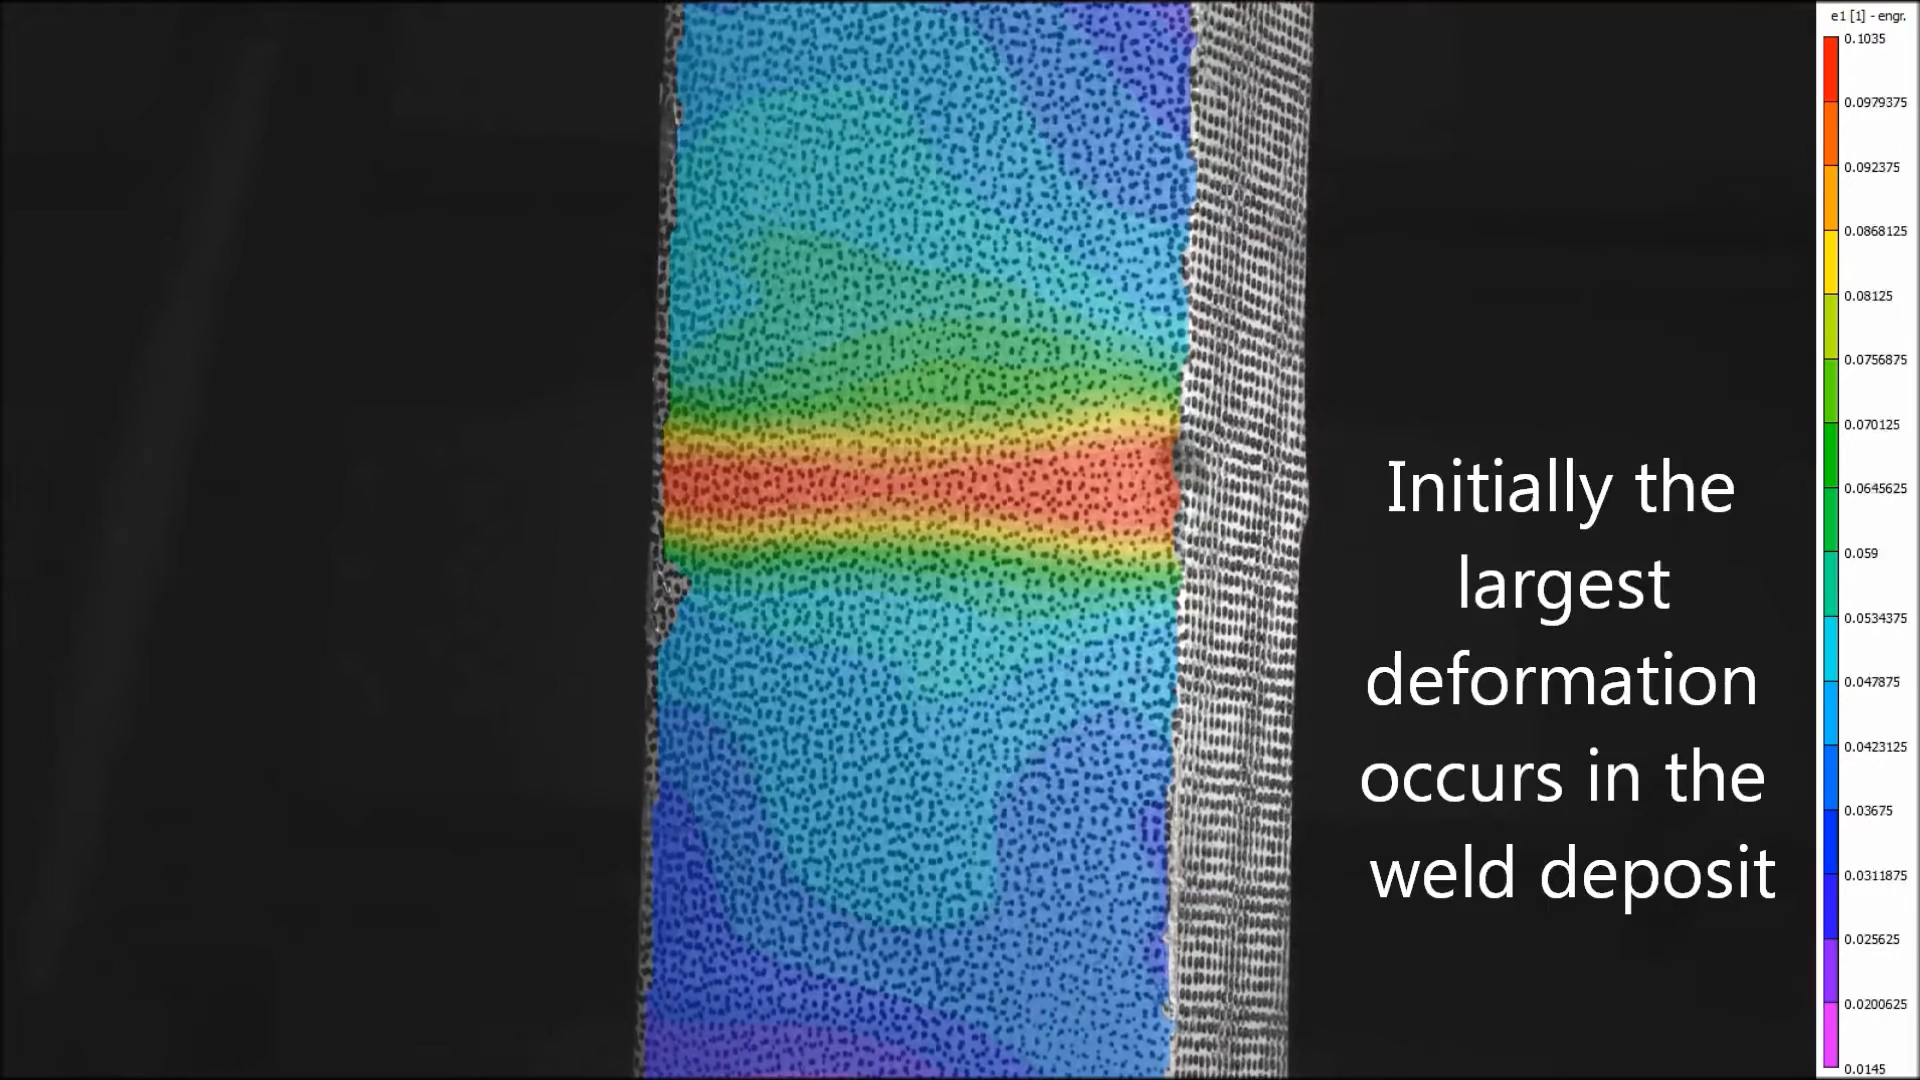 e1 [1] - engr.
0.1035
0.0979375
0.092375
0.0868125
0.08125
0.0756875
0.070125
0.0645625
0.059
0.0534375
0.047875
0.0423125
0.03675
0.0311875
0.025625
0.0200625
0.0145
Initially the
largest
deformation
occurs in the
weld deposit